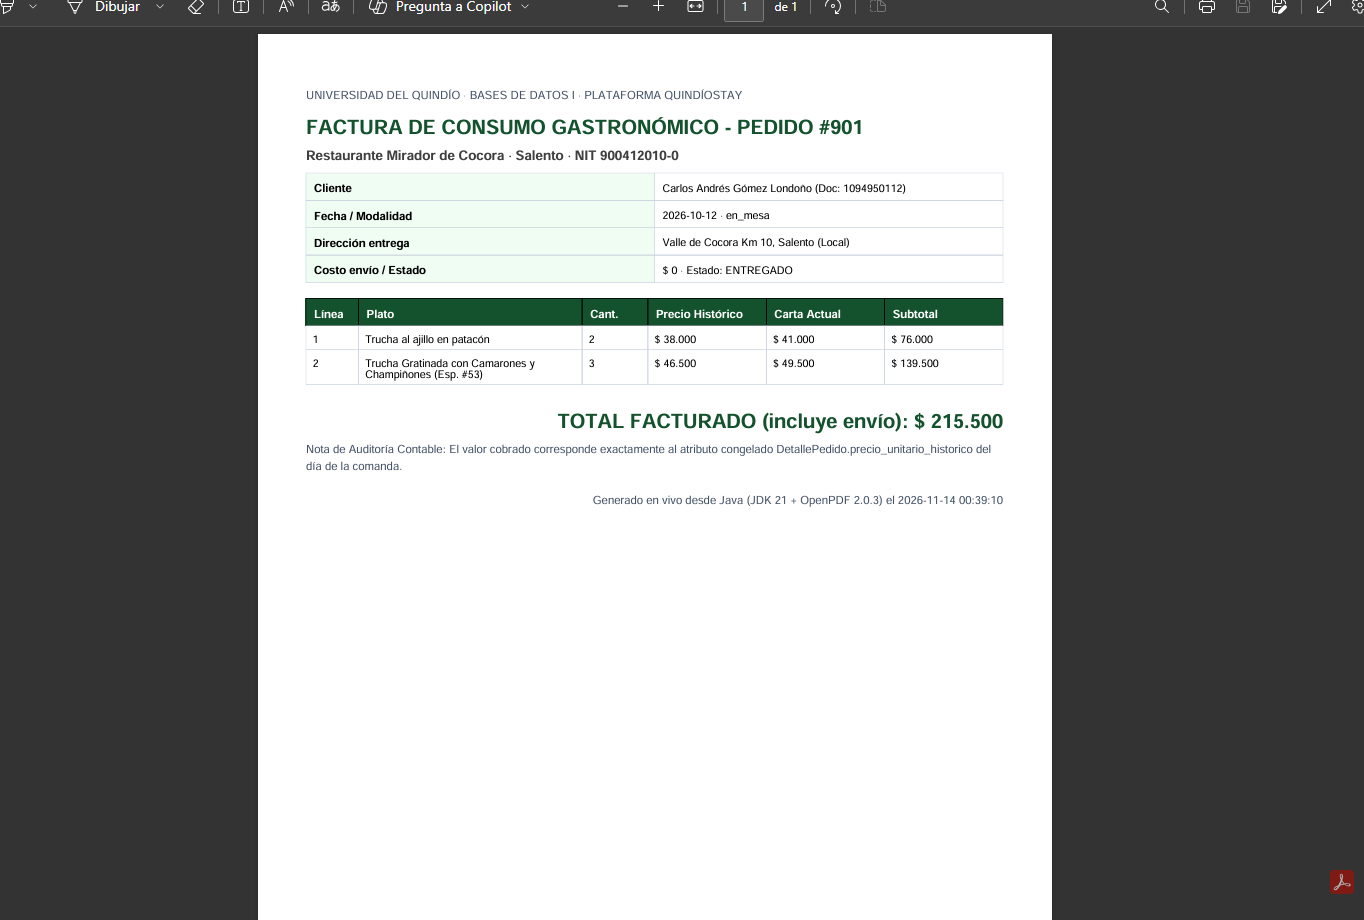 Dibujar
Pregunta a Copilot
1
de 1
UNIVERSIDAD DEL QUINDÍO · BASES DE DATOS I · PLATAFORMA QUINDÍOSTAY
FACTURA DE CONSUMO GASTRONÓMICO - PEDIDO #901
Restaurante Mirador de Cocora · Salento · NIT 900412010-0
Cliente Carlos Andrés Gómez Londoño (Doc: 1094950112)
Fecha / Modalidad 2026-10-12 · en_mesa
Dirección entrega Valle de Cocora Km 10, Salento (Local)
Costo envío / Estado $ 0 · Estado: ENTREGADO
Línea Plato Cant. Precio Histórico Carta Actual Subtotal
1 Trucha al ajillo en patacón 2 $ 38.000 $ 41.000 $ 76.000
2 Trucha Gratinada con Camarones y 3 $ 46.500 $ 49.500 $ 139.500
Champiñones (Esp. #53)
TOTAL FACTURADO (incluye envío): $ 215.500
Nota de Auditoría Contable: El valor cobrado corresponde exactamente al atributo congelado DetallePedido.precio_unitario_historico del
día de la comanda.
Generado en vivo desde Java (JDK 21 + OpenPDF 2.0.3) el 2026-11-14 00:39:10